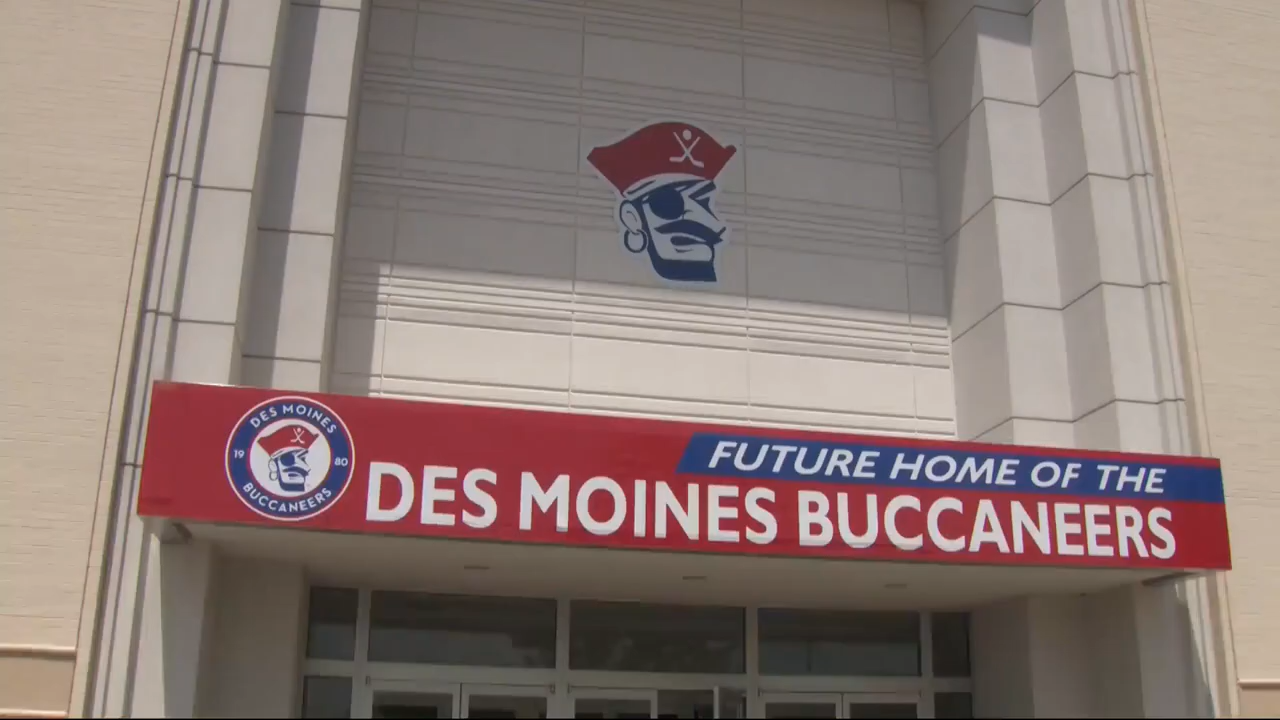 DES MOINES
19 80
BUCCANEERS
FUTURE HOME OF THE
DES MOINES BUCCANEERS